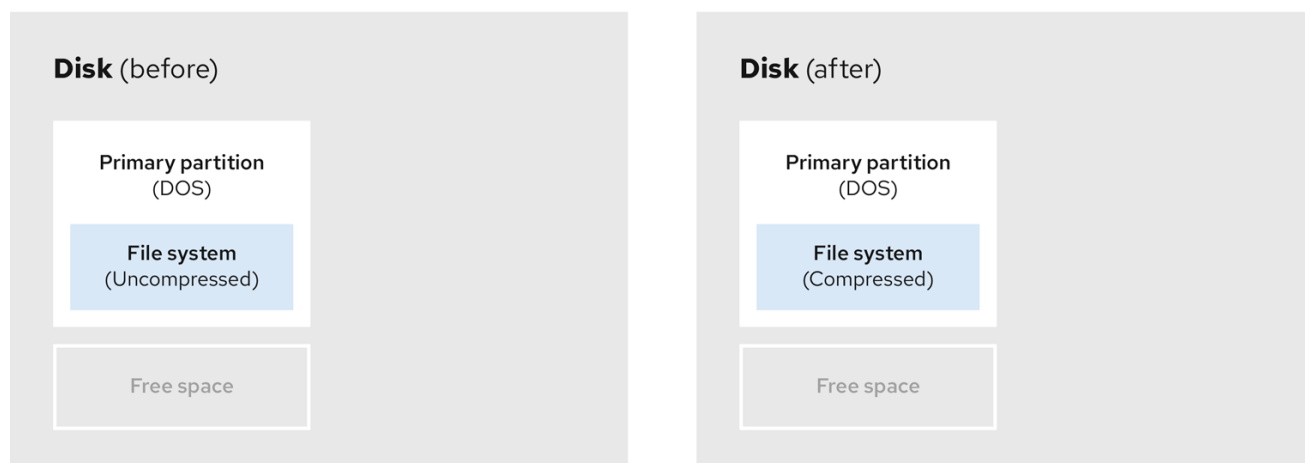 Disk (before)
Primary partition
(DOS)
File system
(Uncompressed)
Free space
Disk (after)
Primary partition
(DOS)
File system
(Compressed)
Free space